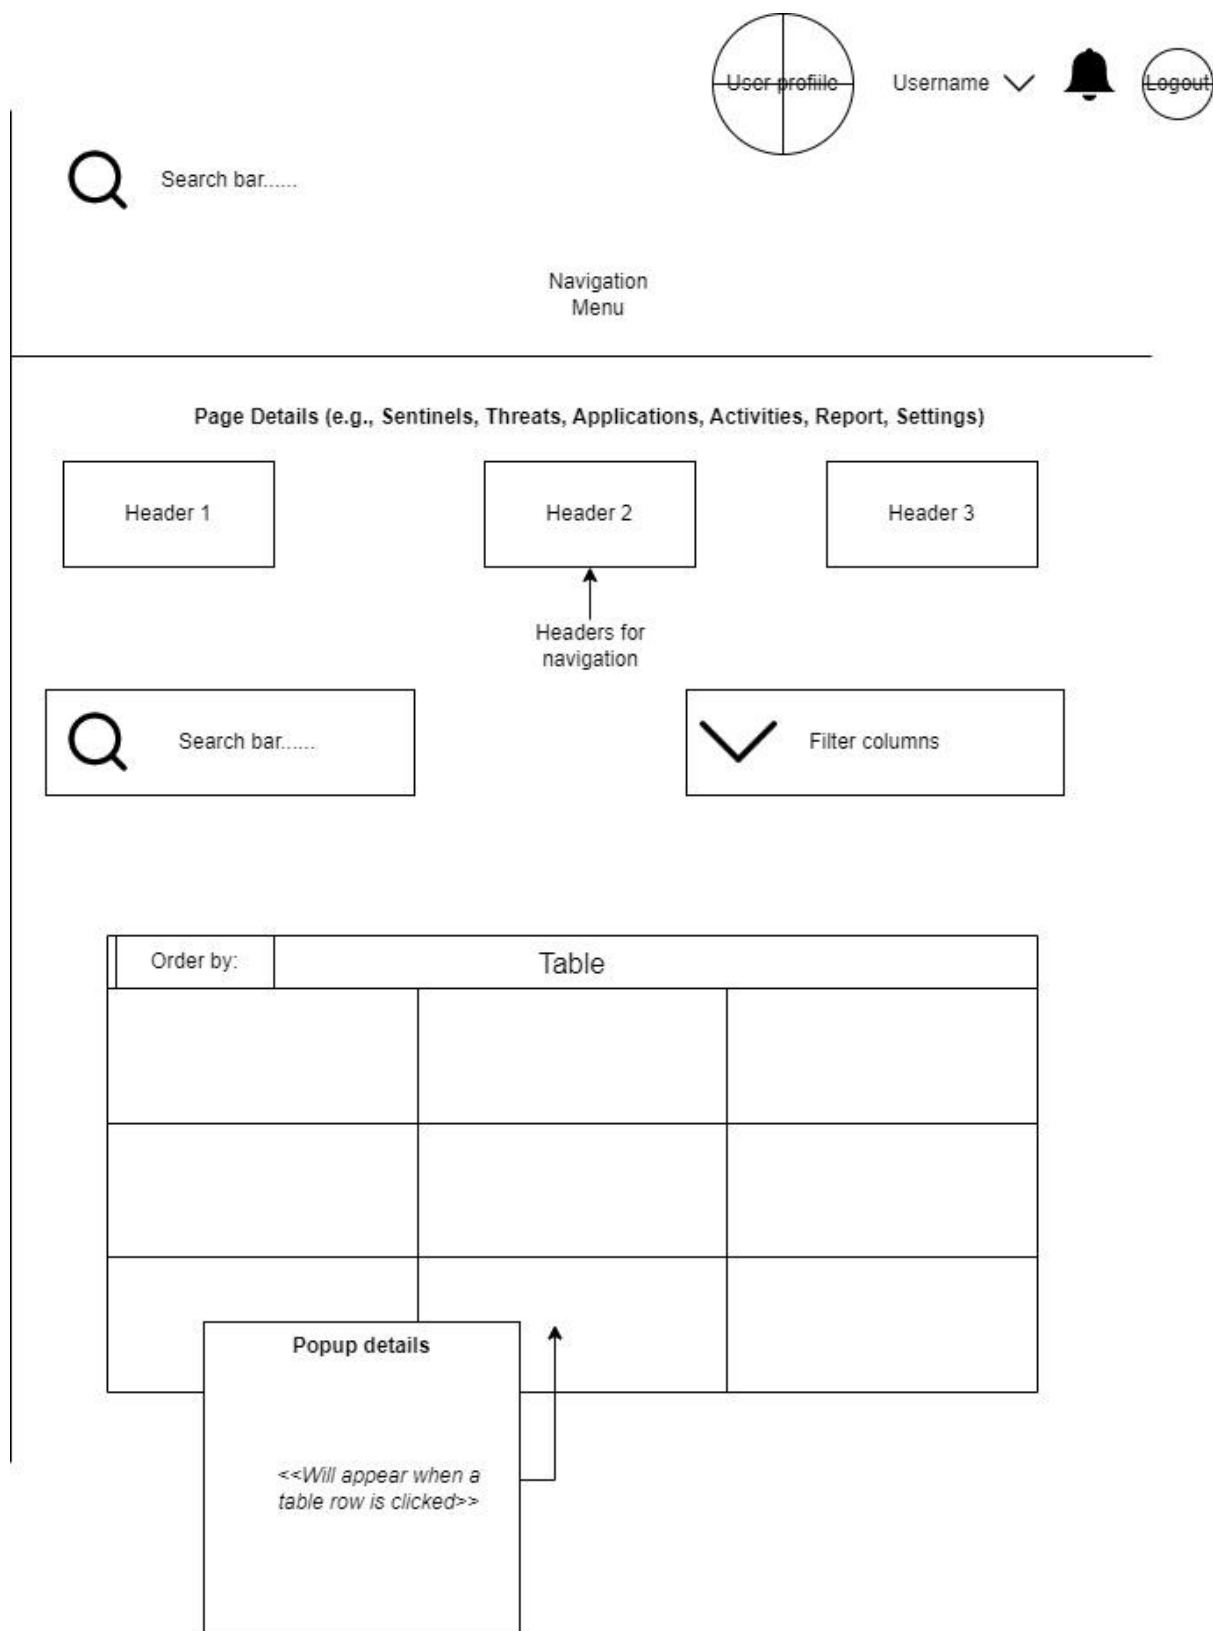 User profiile
Username
Logout
Search bar......
Navigation
Menu
Page Details (e.g., Sentinels, Threats, Applications, Activities, Report, Settings)
Header 1
Header 2
Header 3
Headers for
navigation
Search bar......
Filter columns
Order by:
Table
Popup details
<<Will appear when a
table row is clicked>>